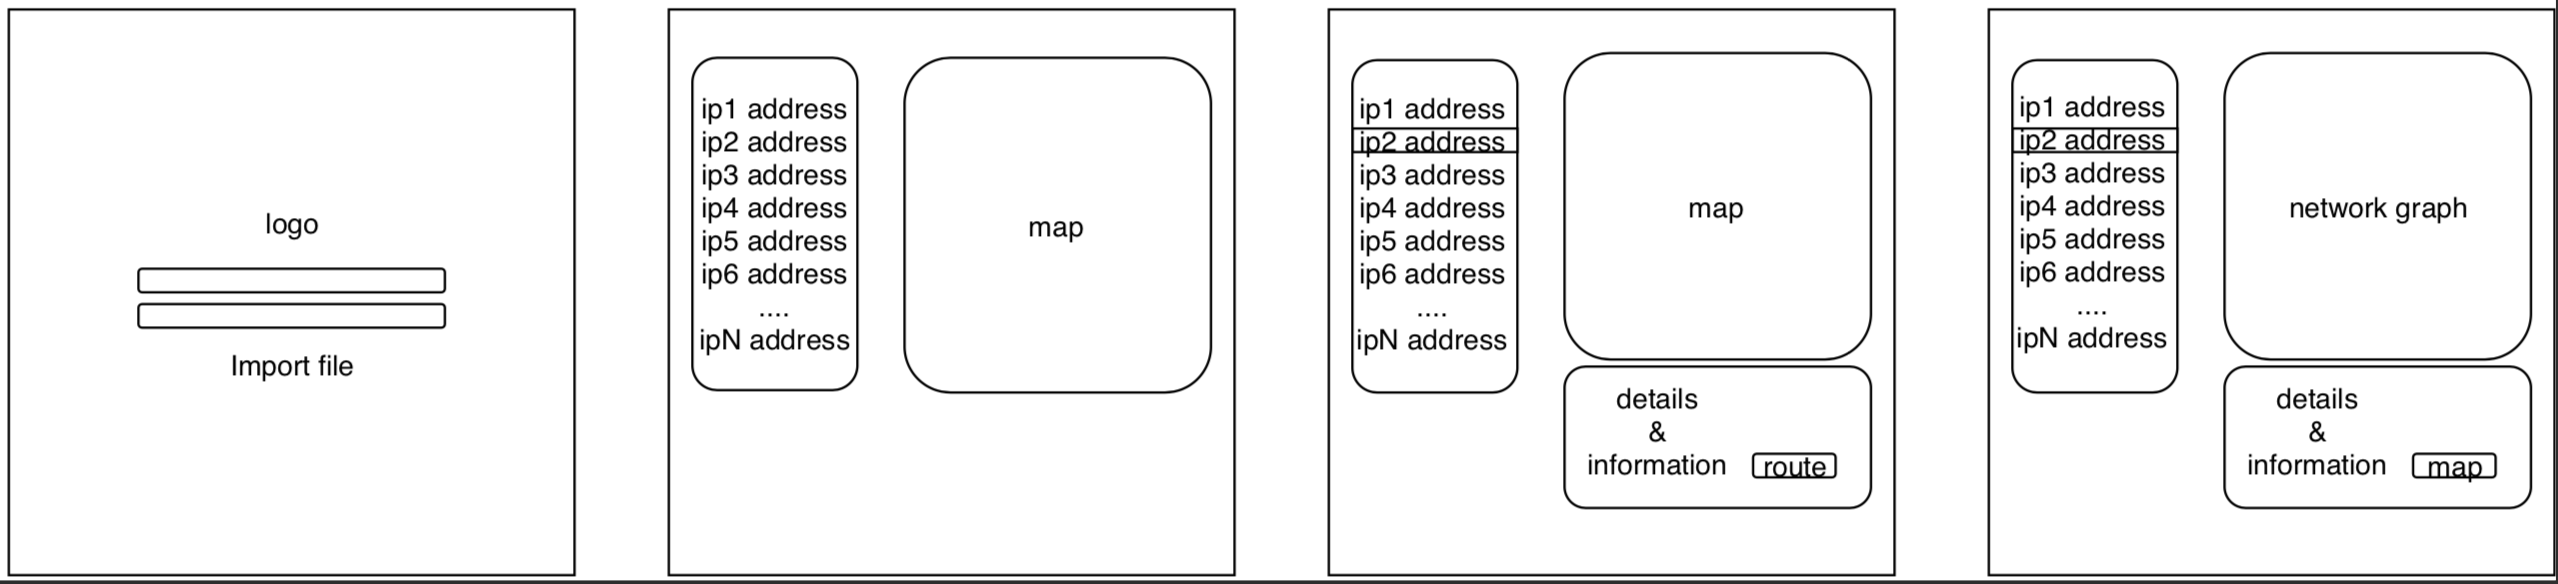 logo
Import file
ip1 address
ip2 address
ip3 address
ip4 address
ip5 address
ip6 address
....
ipN address
map
ip1 address
ip2 address
ip3 address
ip4 address
ip5 address
ip6 address
....
ipN address
map
details
&
information route
ip1 address
ip2 address
ip3 address
ip4 address
ip5 address
ip6 address
....
ipN address
network graph
details
&
information map